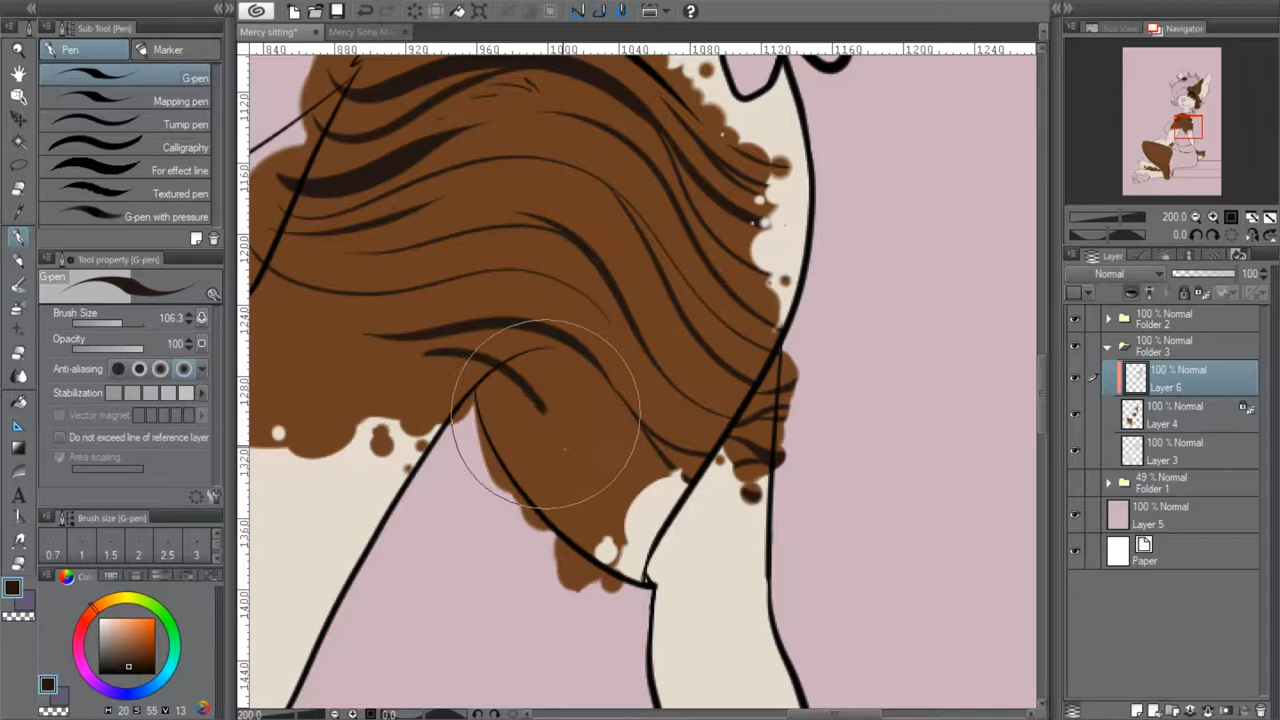 Sub Tool [Pen]
Pen
Marker
G-pen
Mapping pen
Turnip pen
Calligraphy
For effect line
Textured pen
G-pen with pressure
Tool property [G-pen]
G-pen
Brush Size 106.3
Opacity 100
Anti-aliasing
Stabilization
Vector magnet
Do not exceed line of reference layer
Area scaling
Brush size [G-pen]
0.7 1 1.5 2 2.5 3
H 20 S 55 V 13
Mercy sitting*
840 880 920 960 1000 1040 1080 1120 1160 1200 1240
1120
1160
1200
1240
1280
1320
1360
1400
1440
200.0
0.0
Sub View
Navigator
200.0
0.0
Layer
Normal 100
100 % Normal
Folder 2
100 % Normal
Folder 3
100 % Normal
Layer 6
100 % Normal
Layer 4
100 % Normal
Layer 3
49 % Normal
Folder 1
100 % Normal
Layer 5
Paper